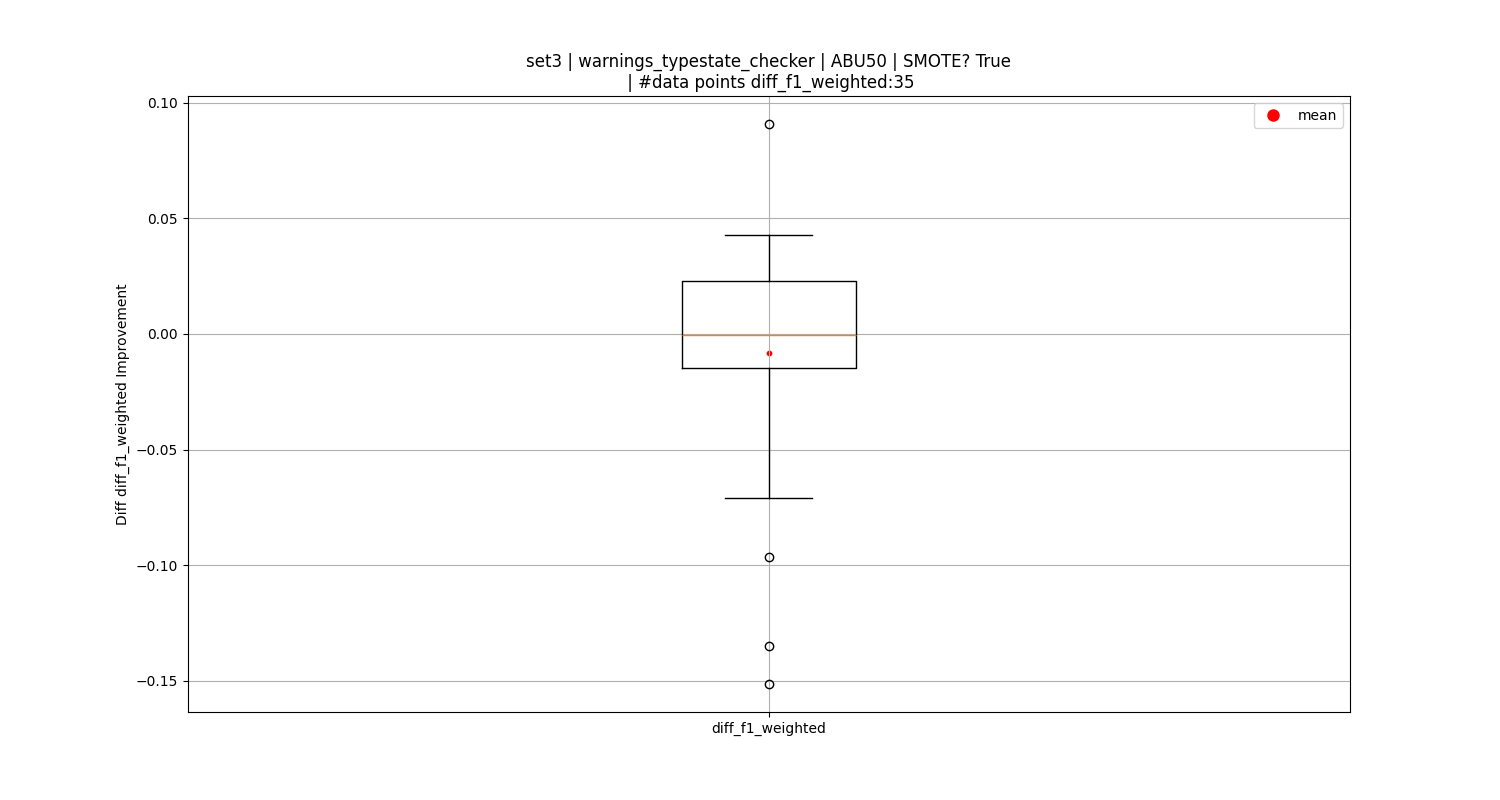 set3 | warnings_typestate_checker | ABU50 | SMOTE? True
| #data points diff_f1_weighted:35
mean
0.10
0.05
0.00
−0.05
−0.10
−0.15
Diff diff_f1_weighted Improvement
diff_f1_weighted